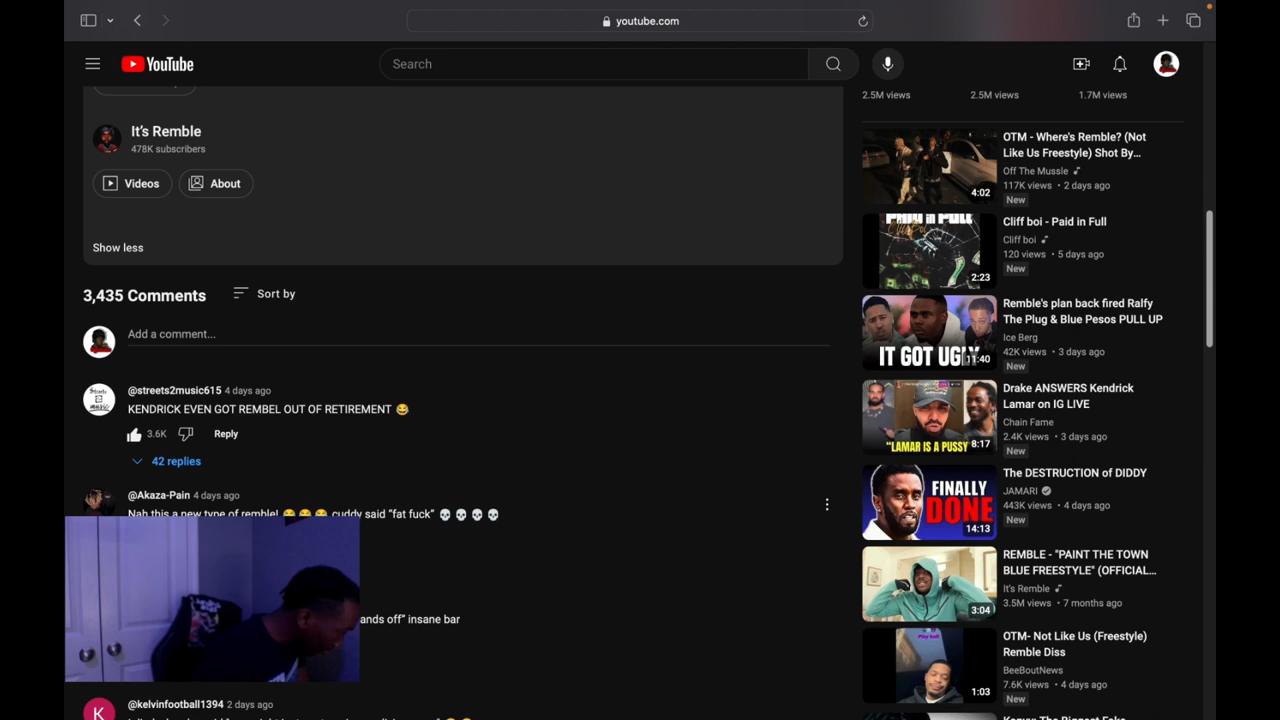 youtube.com
YouTube
Search
It's Remble
478K subscribers
Videos
About
Show less
3,435 Comments
Sort by
Add a comment...
@streets2music615 4 days ago
KENDRICK EVEN GOT REMBEL OUT OF RETIREMENT 😂
3.6K
Reply
42 replies
@Akaza-Pain 4 days ago
Nah this a new type of remble! 😂 😂 😂 cuddy said "fat fuck" 💀 💀 💀 💀
ands off" insane bar
K
@kelvinfootball1394 2 days ago
2.5M views
2.5M views
1.7M views
4:02
OTM - Where's Remble? (Not
Like Us Freestyle) Shot By...
Off The Mussle
117K views • 2 days ago
New
PAID IN FULL
2:23
Cliff boi - Paid in Full
Cliff boi
120 views • 5 days ago
New
IT GOT UGLY
11:40
Remble's plan back fired Ralfy
The Plug & Blue Pesos PULL UP
Ice Berg
42K views • 3 days ago
New
"LAMAR IS A PUSSY
8:17
Drake ANSWERS Kendrick
Lamar on IG LIVE
Chain Fame
2.4K views • 3 days ago
New
FINALLY
DONE
14:13
The DESTRUCTION of DIDDY
JAMARI
443K views • 4 days ago
New
3:04
REMBLE - "PAINT THE TOWN
BLUE FREESTYLE" (OFFICIAL...
It's Remble
3.5M views • 7 months ago
1:03
OTM- Not Like Us (Freestyle)
Remble Diss
BeeBoutNews
7.6K views • 4 days ago
New